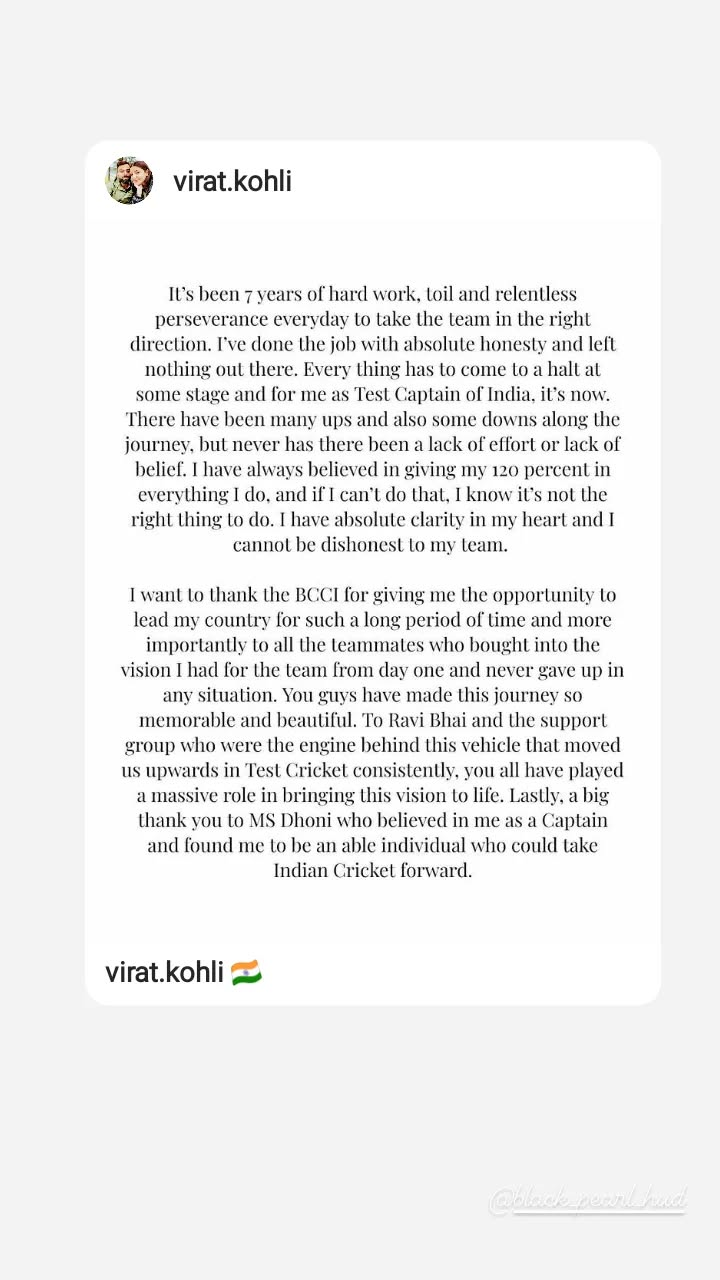 virat.kohli
It's been 7 years of hard work, toil and relentless
perseverance everyday to take the team in the right
direction. I've done the job with absolute honesty and left
nothing out there. Every thing has to come to a halt at
some stage and for me as Test Captain of India, it's now.
There have been many ups and also some downs along the
journey, but never has there been a lack of effort or lack of
belief. I have always believed in giving my 120 percent in
everything I do, and if I can't do that, I know it's not the
right thing to do. I have absolute clarity in my heart and I
cannot be dishonest to my team.
I want to thank the BCCI for giving me the opportunity to
lead my country for such a long period of time and more
importantly to all the teammates who bought into the
vision I had for the team from day one and never gave up in
any situation. You guys have made this journey so
memorable and beautiful. To Ravi Bhai and the support
group who were the engine behind this vehicle that moved
us upwards in Test Cricket consistently, you all have played
a massive role in bringing this vision to life. Lastly, a big
thank you to MS Dhoni who believed in me as a Captain
and found me to be an able individual who could take
Indian Cricket forward.
virat.kohli 🇮🇳
@black_pearl_hud